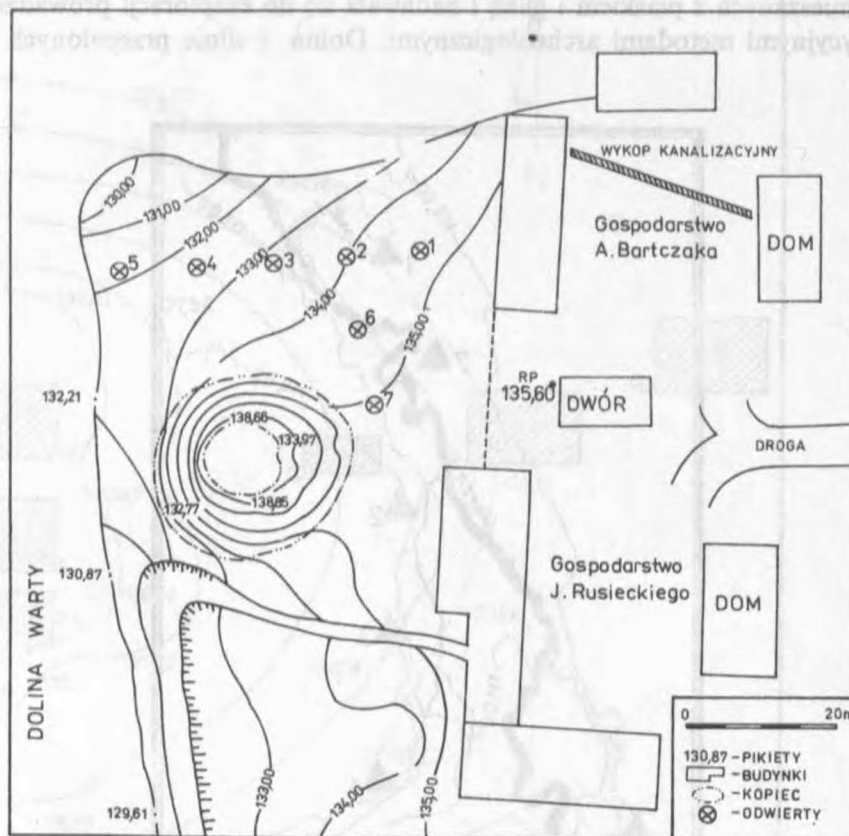 WYKOP KANALIZACYJNY
Gospodarstwo
A. Bartczaka
DOM
130,00
131,00
132,00
133,00
134,00
135,00
5
4
3
2
1
6
7
RP
135,60
DWÓR
DROGA
132,21
138,66
133,97
138,65
132,77
130,87
DOLINA WARTY
Gospodarstwo
J. Rusieckiego
DOM
133,00
134,00
135,00
129,61
0 20m
130,87 - PIKIETY
- BUDYNKI
- KOPIEC
- ODWIERTY